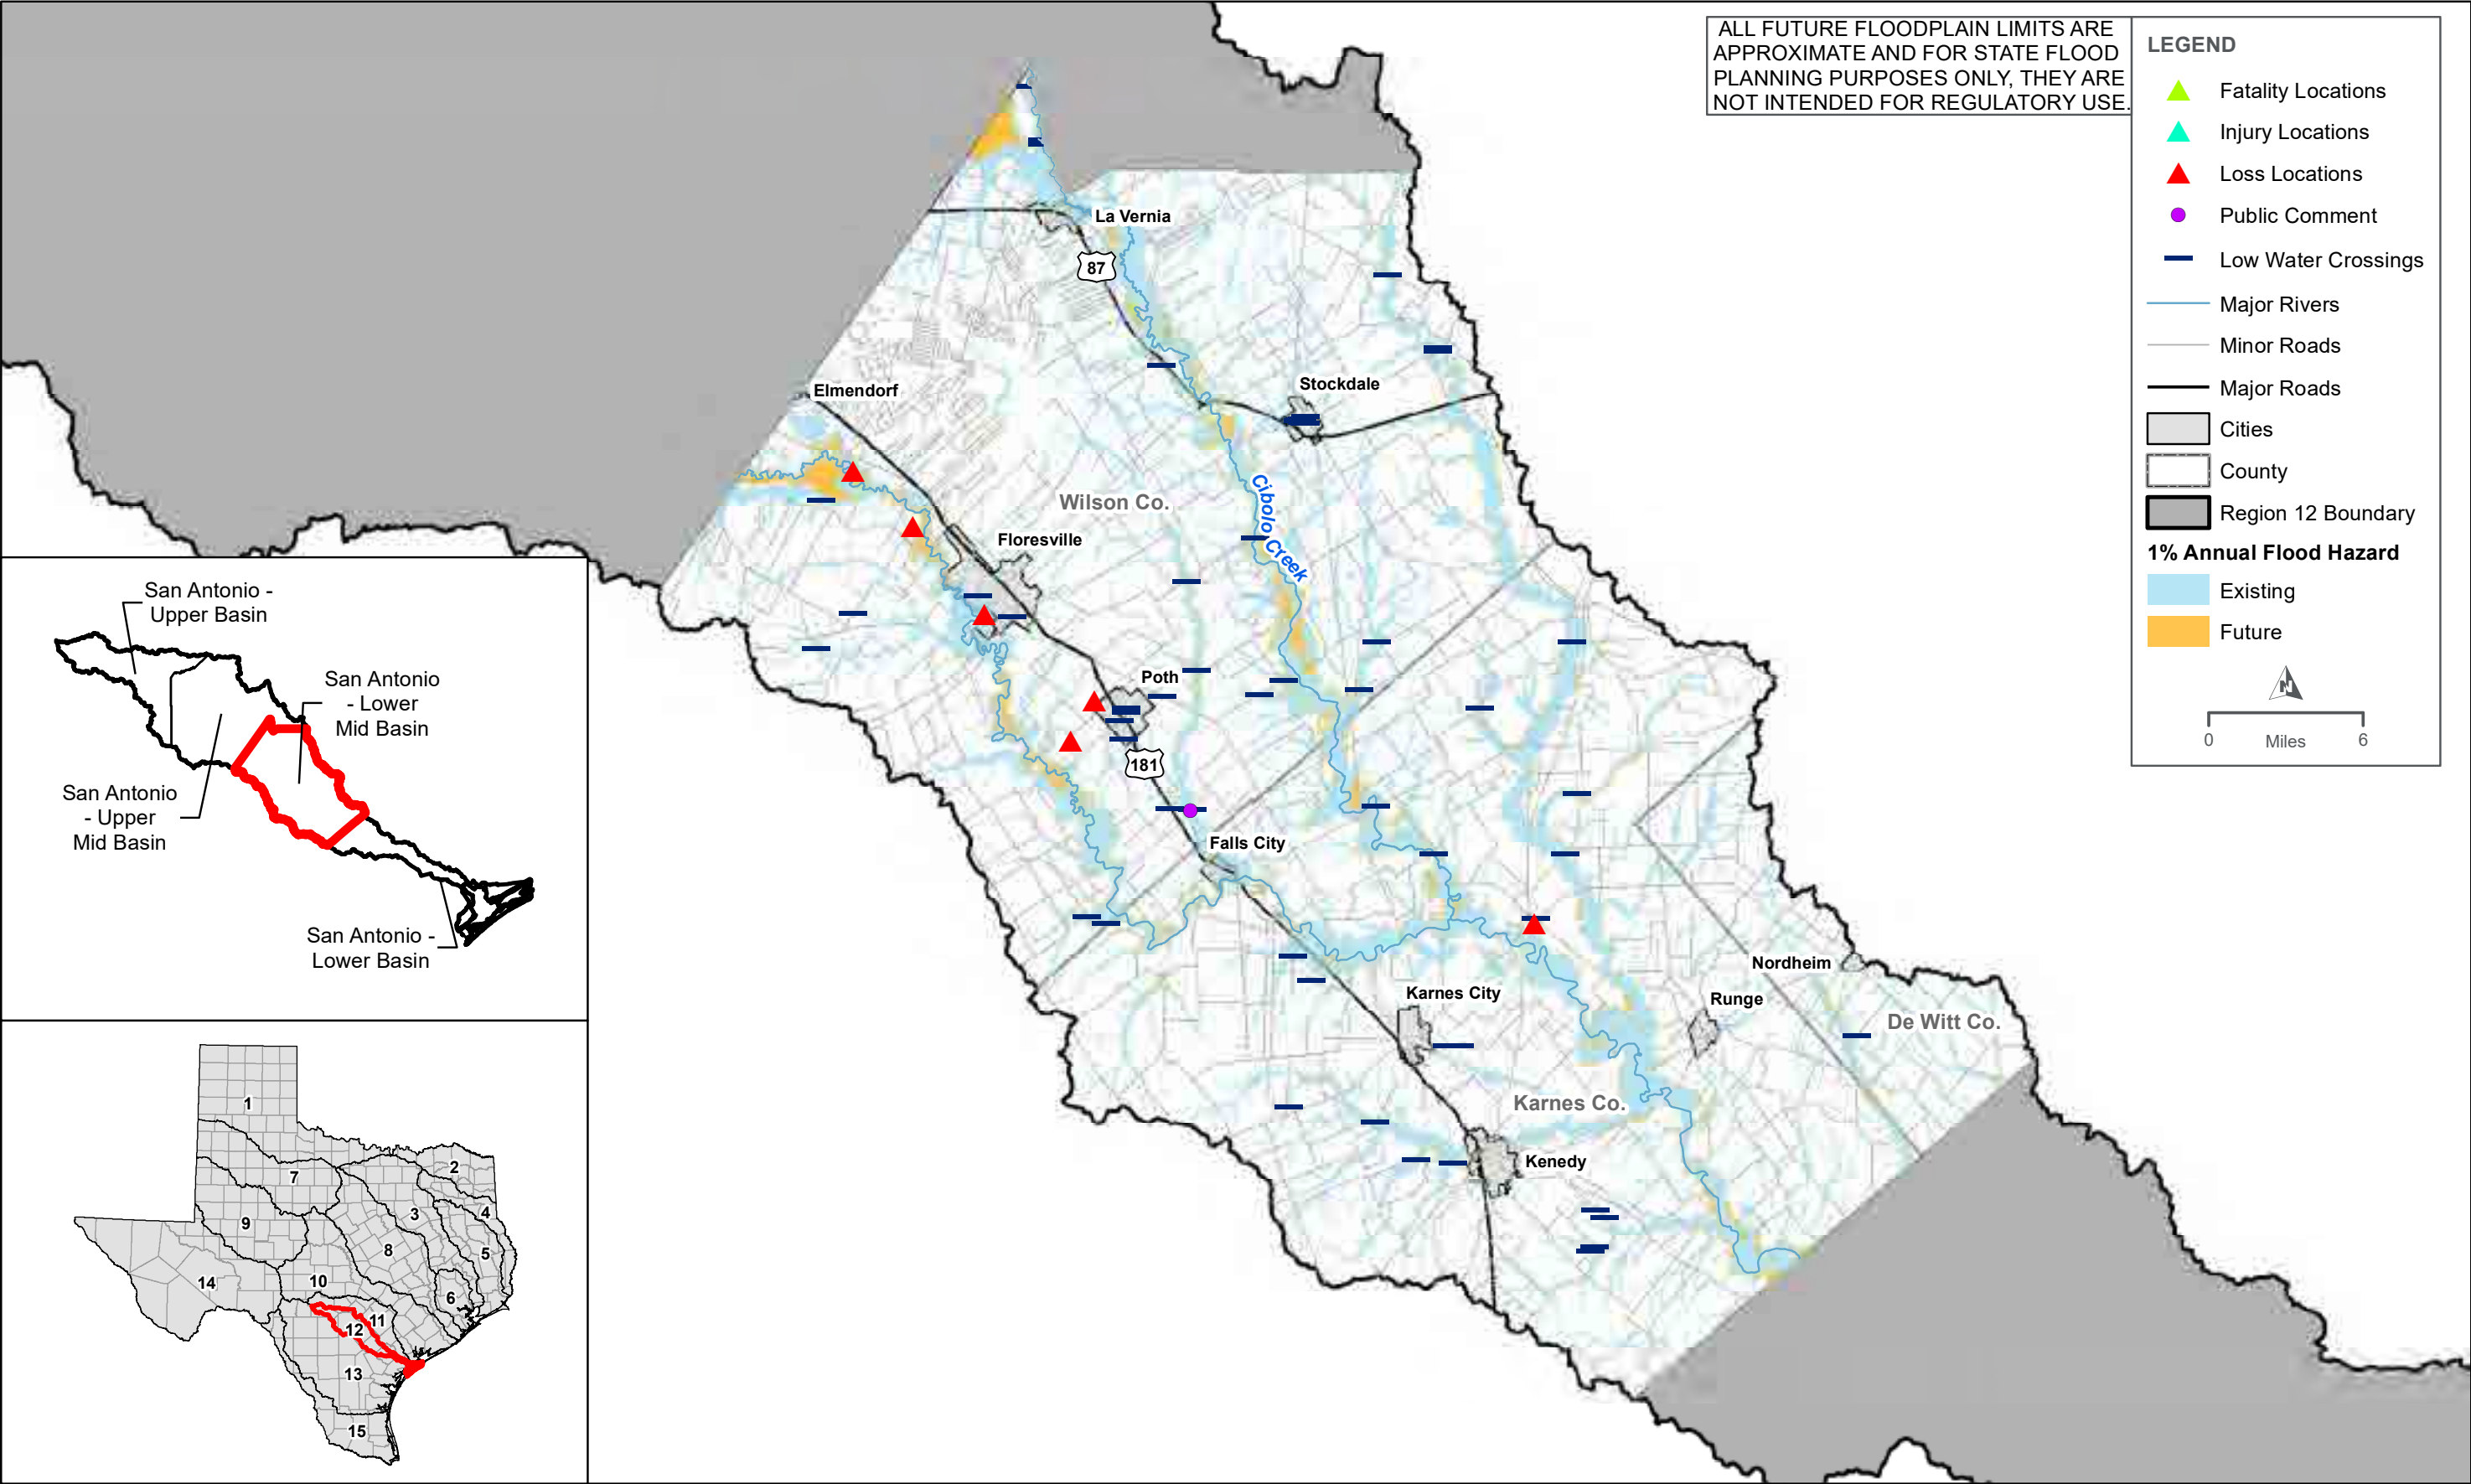 ALL FUTURE FLOODPLAIN LIMITS ARE
APPROXIMATE AND FOR STATE FLOOD
PLANNING PURPOSES ONLY, THEY ARE
NOT INTENDED FOR REGULATORY USE.
LEGEND
Fatality Locations
Injury Locations
Loss Locations
Public Comment
Low Water Crossings
Major Rivers
Minor Roads
Major Roads
Cities
County
Region 12 Boundary
1% Annual Flood Hazard
Existing
Future
N
0 Miles 6
La Vernia
87
Elmendorf
Stockdale
Wilson Co.
Cibolo Creek
Floresville
Poth
181
Falls City
Nordheim
Karnes City
Runge
De Witt Co.
Karnes Co.
Kenedy
San Antonio -
Upper Basin
San Antonio
- Lower
Mid Basin
San Antonio
- Upper
Mid Basin
San Antonio -
Lower Basin
1
2
7
3
4
9
8
5
14
10
6
11
12
13
15